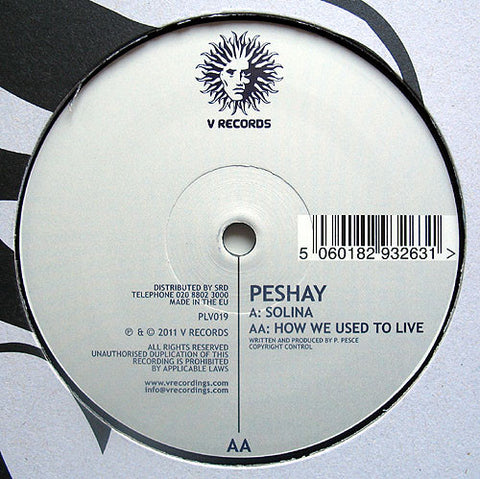 V RECORDS
5 060182 932631 >
DISTRIBUTED BY SRD
TELEPHONE 020 8802 3000
MADE IN THE EU
PLV019
℗ & © 2011 V RECORDS
ALL RIGHTS RESERVED
UNAUTHORISED DUPLICATION OF THIS
RECORDING IS PROHIBITED
BY APPLICABLE LAWS
www.vrecordings.com
info@vrecordings.com
PESHAY
A: SOLINA
AA: HOW WE USED TO LIVE
WRITTEN AND PRODUCED BY P. PESCE
COPYRIGHT CONTROL
AA